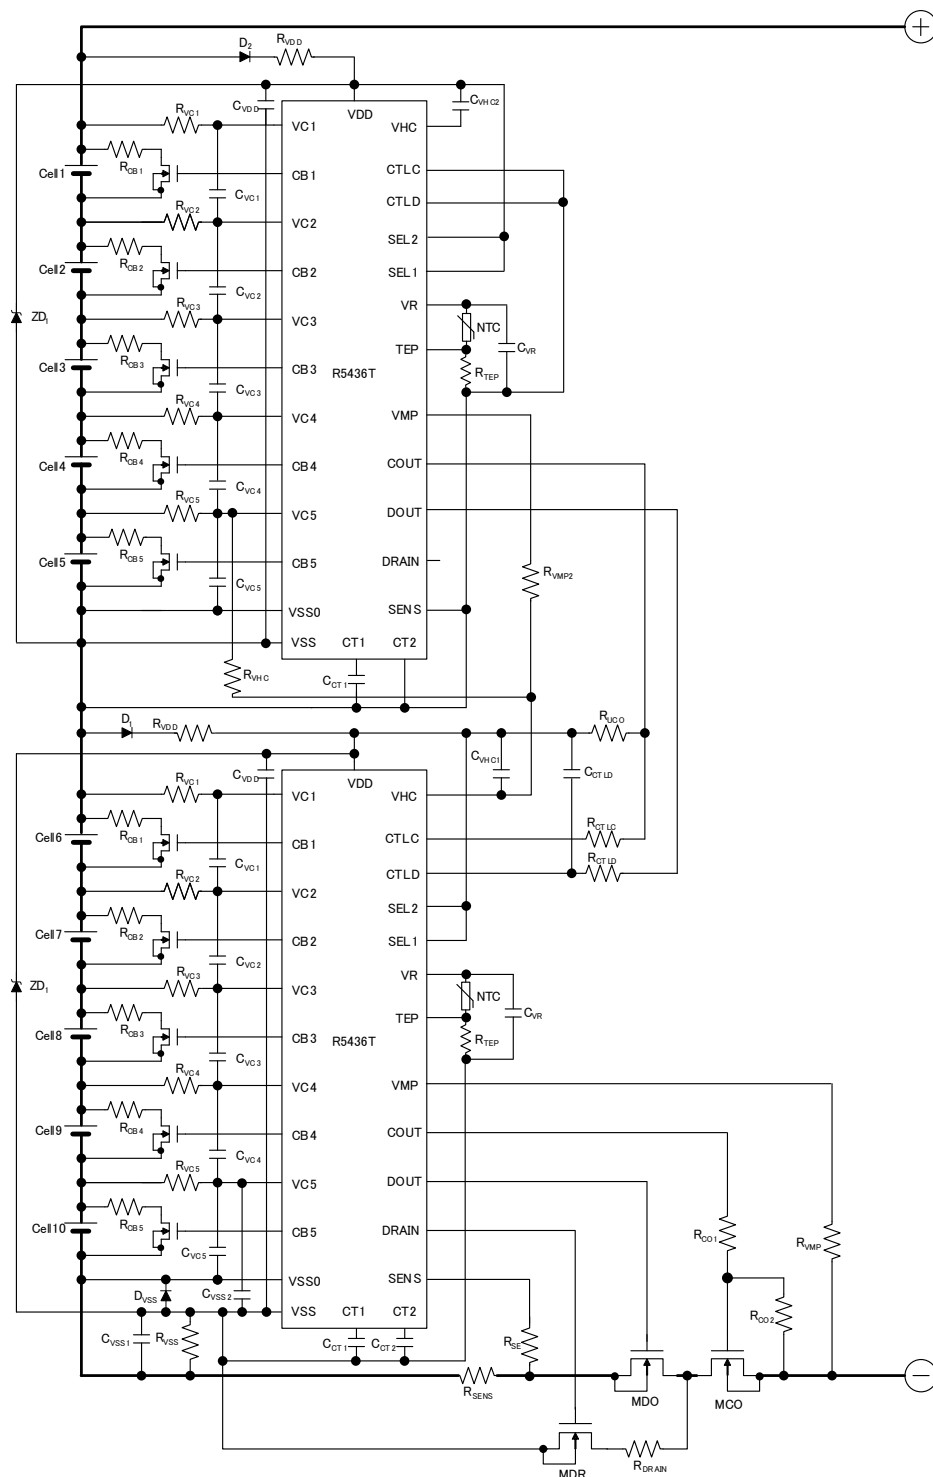 +
D2 RVDD
CVDD VDD CVHC2
RVC1 VC1 VHC
Cell1 RCB1 CB1 CTLC
CVC1 CTLD
RVC2 VC2 SEL2
Cell2 RCB2 CB2 SEL1
CVC2
RVC3 VC3 VR NTC
ZD1
TEP CVR
Cell3 RCB3 CB3 R5436T RTEP
CVC3
RVC4 VC4 VMP
Cell4 RCB4 CB4 COUT
CVC4
RVC5 VC5 DOUT
Cell5 RCB5 CB5 DRAIN RVMP2
CVC5
VSS0 SENS
VSS CT1 CT2
RVHC CCT1
D1 RVDD RUCO
CVDD VDD CVHC1 CCTLD
RVC1 VC1 VHC
Cell6 RCB1 CB1 CTLC RCTLC
CVC1
RVC2 VC2 CTLD RCTLD
SEL2
Cell7 RCB2 CB2 SEL1
CVC2
RVC3 VC3 VR NTC
ZD1
TEP CVR
Cell8 RCB3 CB3 R5436T RTEP
CVC3
RVC4 VC4 VMP
Cell9 RCB4 CB4 COUT
CVC4
RVC5 VC5 DOUT
Cell10 RCB5 CB5 DRAIN RCO1 RVMP
CVC5
VSS0 SENS
DVSS CVSS2 RCO2
VSS CT1 CT2
CVSS1 RVSS CCT1 CCT2 RSE
RSENS MDO MCO −
MDR RDRAIN